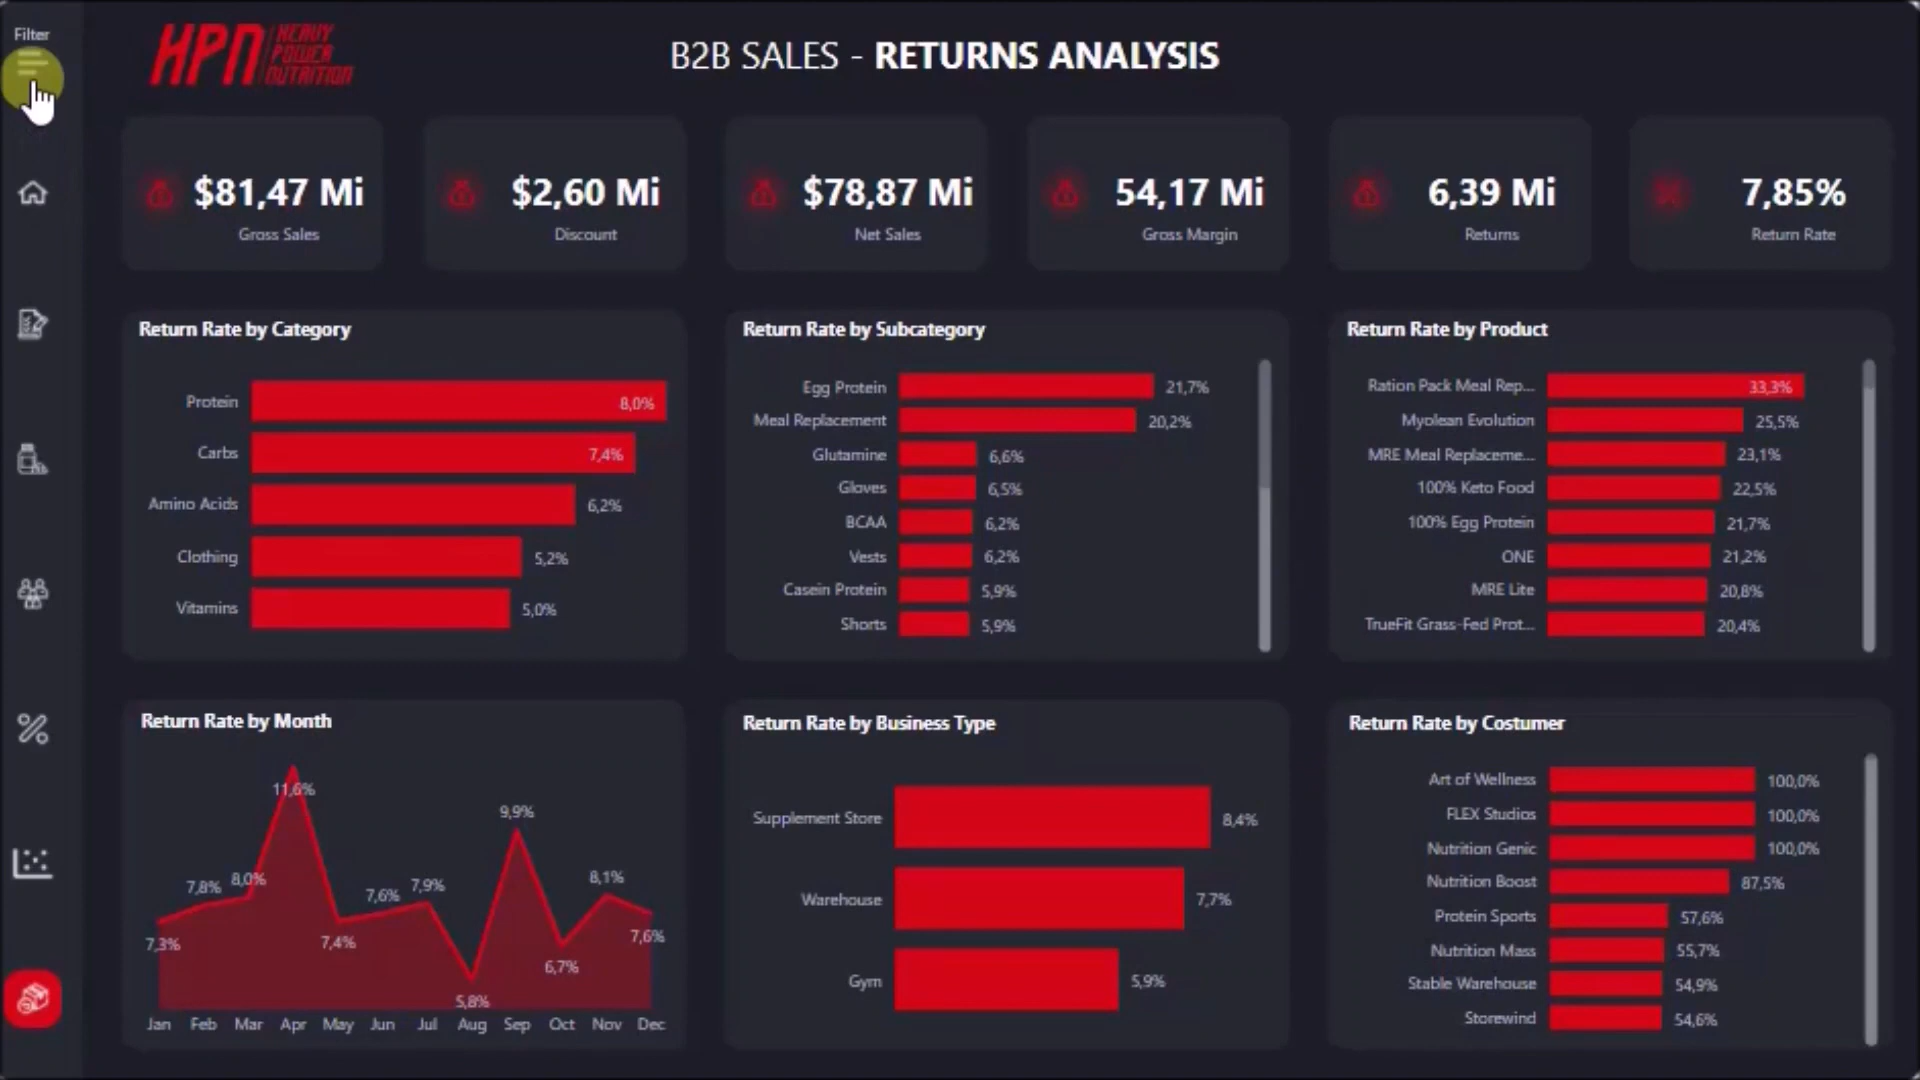 Filter
HPN HEAVY
POWER
NUTRITION
B2B SALES - RETURNS ANALYSIS
$81,47 Mi
Gross Sales
$2,60 Mi
Discount
$78,87 Mi
Net Sales
54,17 Mi
Gross Margin
6,39 Mi
Returns
7,85%
Return Rate
Return Rate by Category
Protein 8,0%
Carbs 7,4%
Amino Acids 6,2%
Clothing 5,2%
Vitamins 5,0%
Return Rate by Subcategory
Egg Protein 21,7%
Meal Replacement 20,2%
Glutamine 6,6%
Gloves 6,5%
BCAA 6,2%
Vests 6,2%
Casein Protein 5,9%
Shorts 5,9%
Return Rate by Product
Ration Pack Meal Rep... 33,3%
Myolean Evolution 25,5%
MRE Meal Replaceme... 23,1%
100% Keto Food 22,5%
100% Egg Protein 21,7%
ONE 21,2%
MRE Lite 20,8%
TrueFit Grass-Fed Prot... 20,4%
Return Rate by Month
7,3%
7,8%
8,0%
11,6%
7,4%
7,6%
7,9%
5,8%
9,9%
6,7%
8,1%
7,6%
Jan Feb Mar Apr May Jun Jul Aug Sep Oct Nov Dec
Return Rate by Business Type
Supplement Store 8,4%
Warehouse 7,7%
Gym 5,9%
Return Rate by Costumer
Art of Wellness 100,0%
FLEX Studios 100,0%
Nutrition Genic 100,0%
Nutrition Boost 87,5%
Protein Sports 57,6%
Nutrition Mass 55,7%
Stable Warehouse 54,9%
Storewind 54,6%